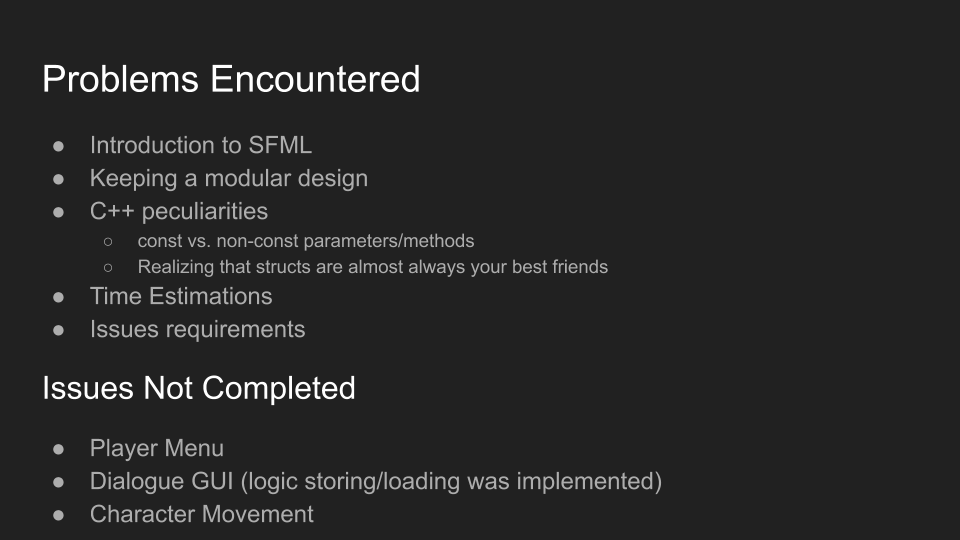 Problems Encountered
● Introduction to SFML
● Keeping a modular design
● C++ peculiarities
○ const vs. non-const parameters/methods
○ Realizing that structs are almost always your best friends
● Time Estimations
● Issues requirements
Issues Not Completed
● Player Menu
● Dialogue GUI (logic storing/loading was implemented)
● Character Movement